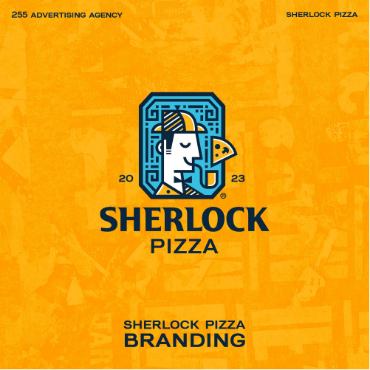 255 ADVERTISING AGENCY
SHERLOCK PIZZA
20 23
®
SHERLOCK
PIZZA
SHERLOCK PIZZA
BRANDING